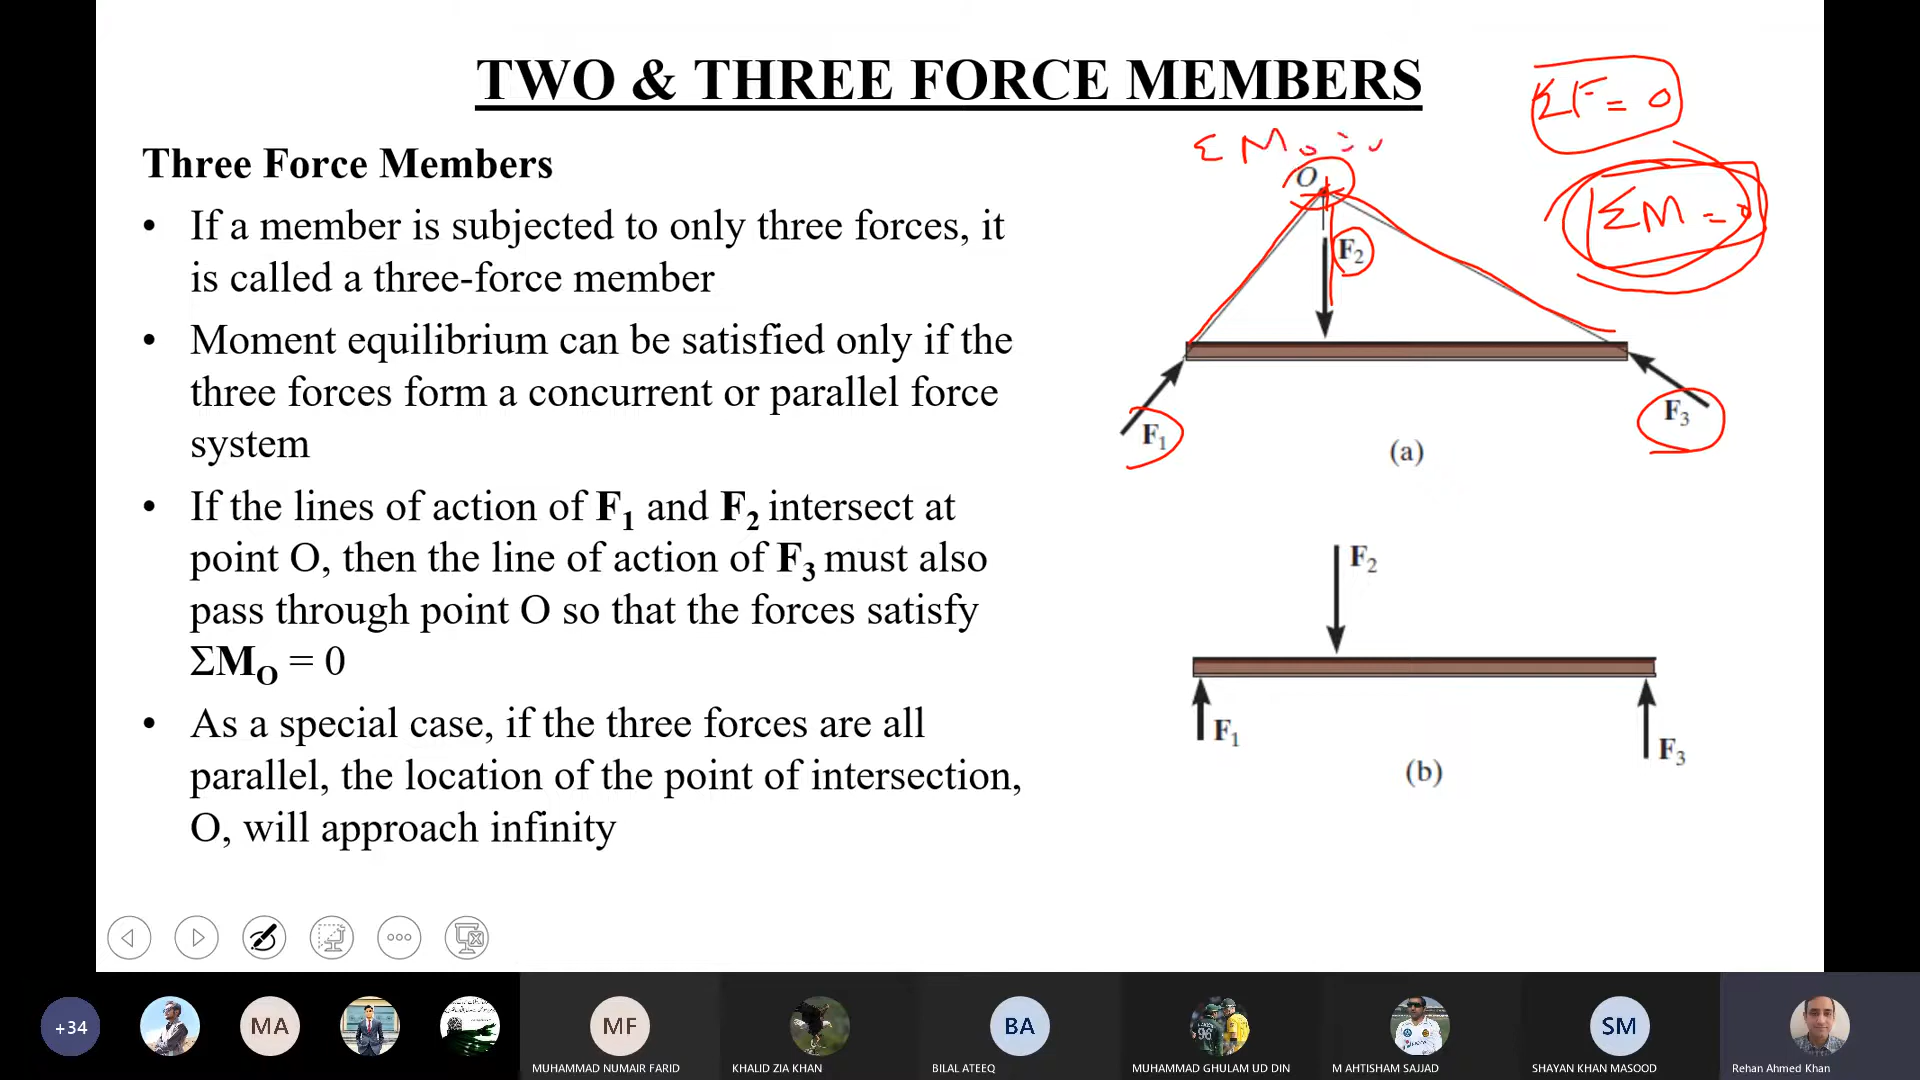 TWO & THREE FORCE MEMBERS
ΣF = 0
ΣM = 0
Three Force Members
• If a member is subjected to only three forces, it
is called a three-force member
• Moment equilibrium can be satisfied only if the
three forces form a concurrent or parallel force
system
• If the lines of action of F₁ and F₂ intersect at
point O, then the line of action of F₃ must also
pass through point O so that the forces satisfy
ΣM_O = 0
• As a special case, if the three forces are all
parallel, the location of the point of intersection,
O, will approach infinity
ΣM_O = 0
O
F₂
F₁
F₃
(a)
F₂
F₁
F₃
(b)
+34
MA
MF
BA
SM
MUHAMMAD NUMAIR FARID
KHALID ZIA KHAN
BILAL ATEEQ
MUHAMMAD GHULAM UD DIN
M AHTISHAM SAJJAD
SHAYAN KHAN MASOOD
Rehan Ahmed Khan